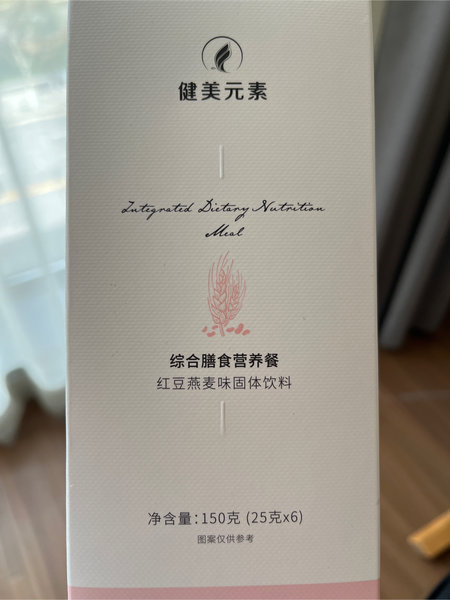 健美元素
Integrated Dietary Nutrition
Meal
综合膳食营养餐
红豆燕麦味固体饮料
净含量:150克 (25克x6)
图案仅供参考